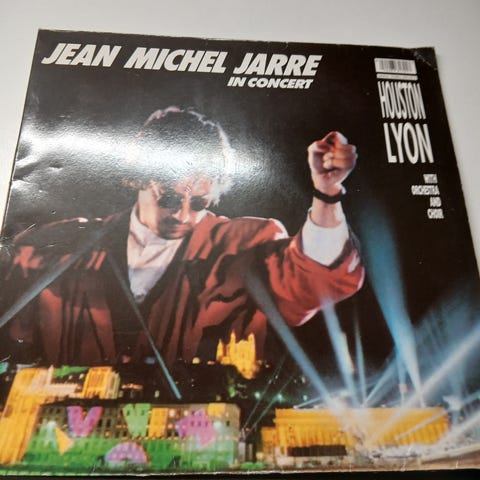 JEAN MICHEL JARRE
IN CONCERT
HOUSTON
LYON
WITH
ORCHESTRA
AND
CHOIR